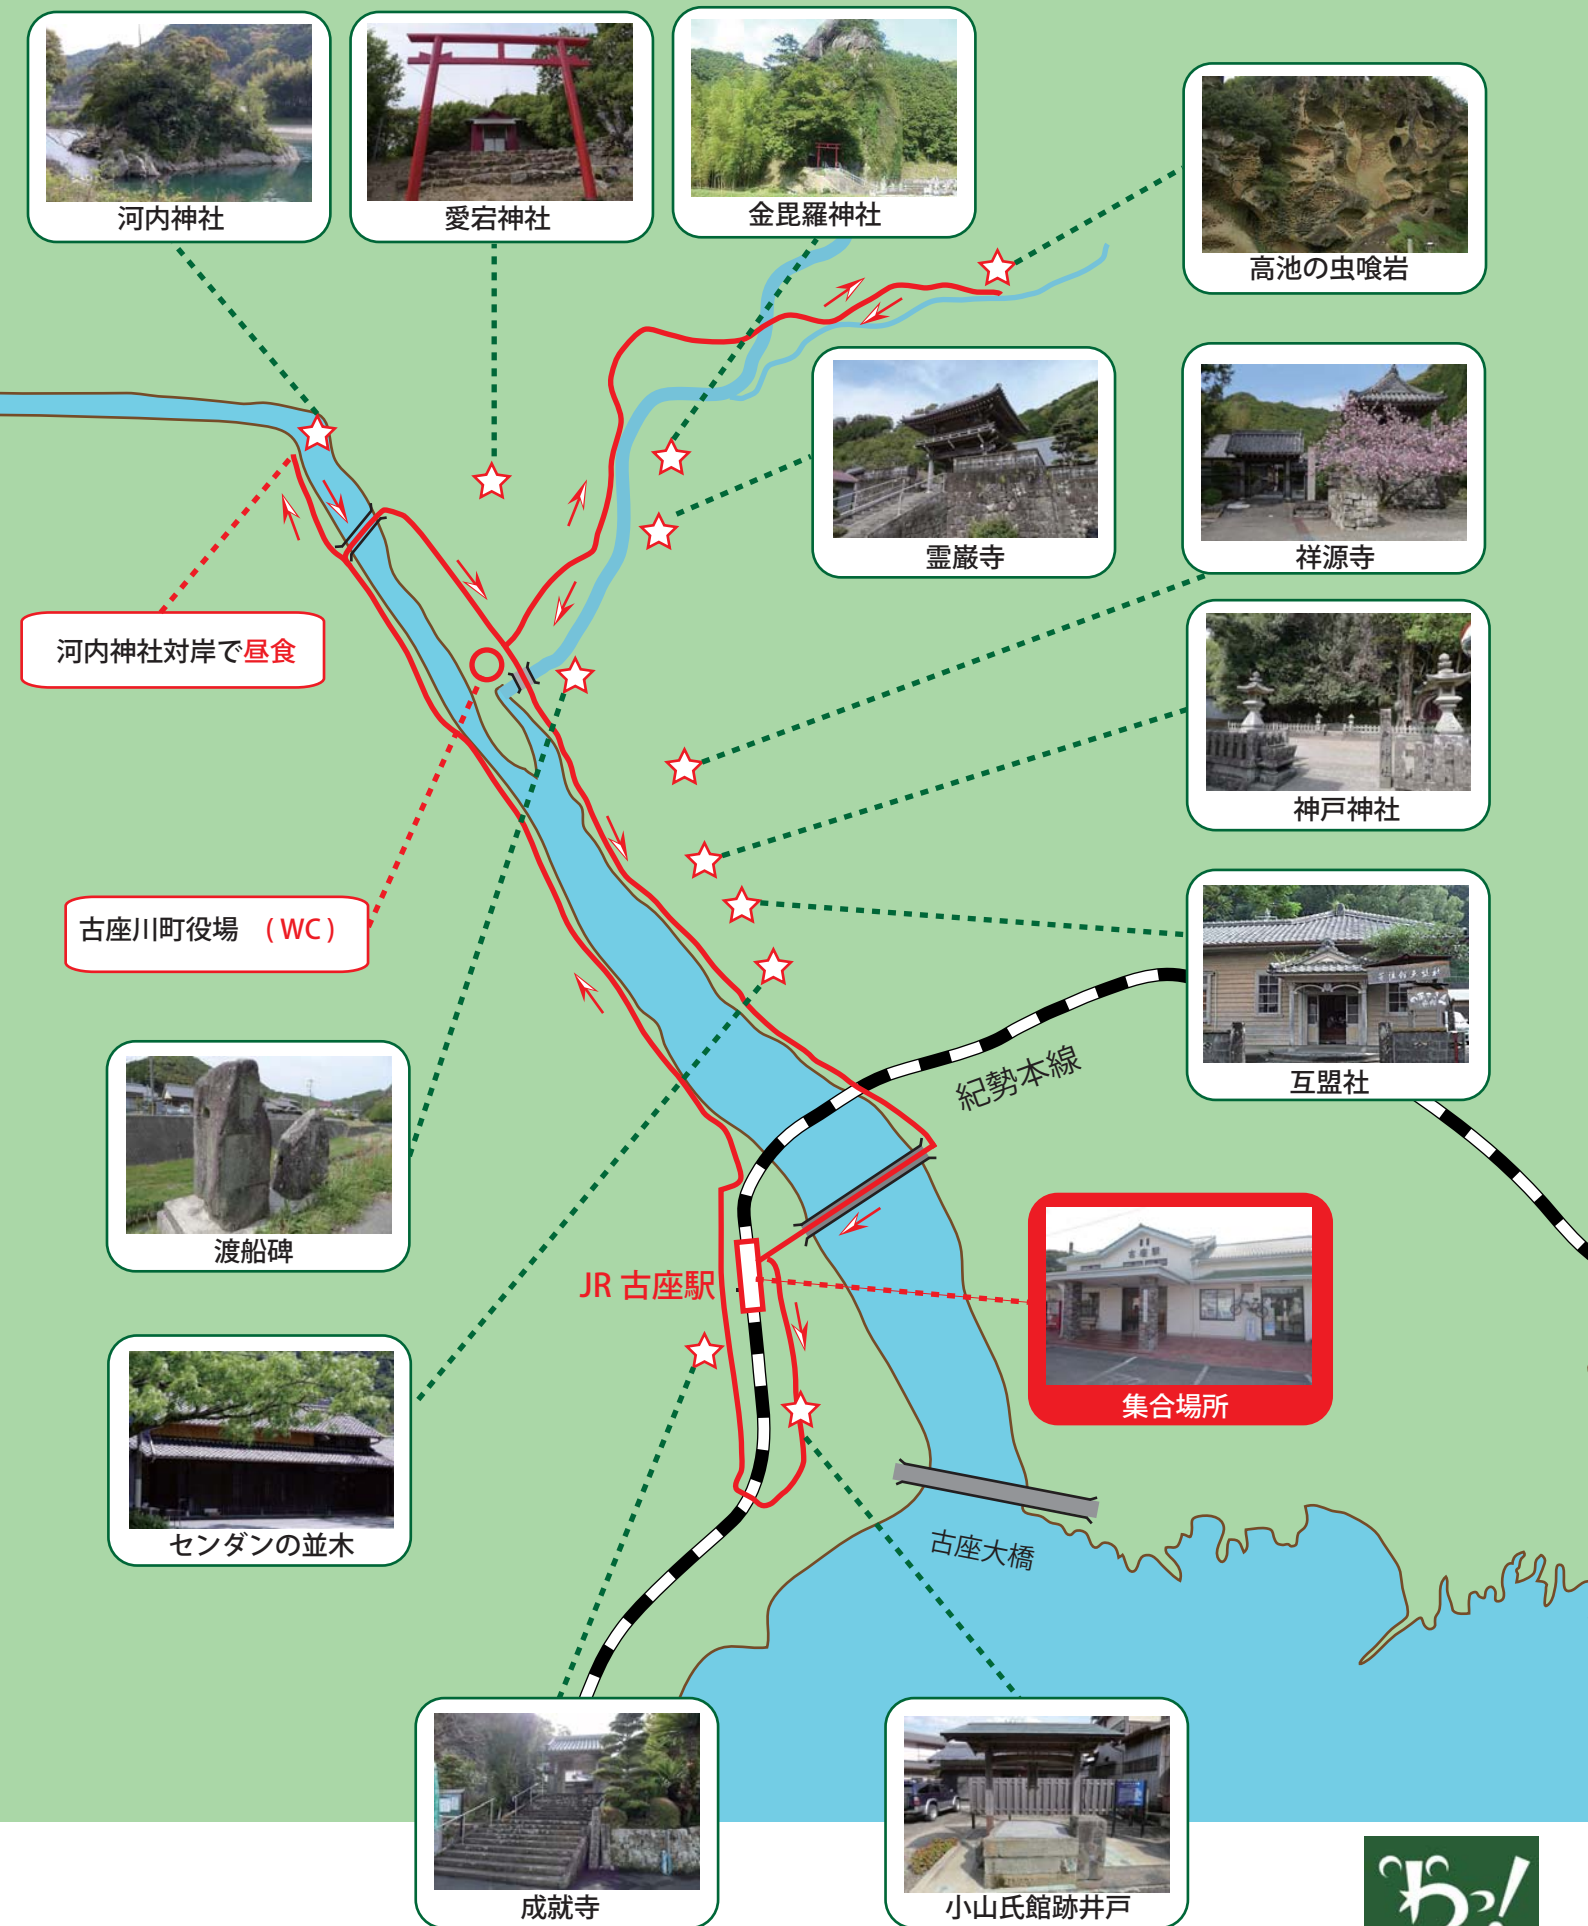 河内神社
愛宕神社
金毘羅神社
高池の虫喰岩
霊巌寺
祥源寺
河内神社対岸で昼食
神戸神社
古座川町役場 (WC)
互盟社
紀勢本線
渡船碑
JR 古座駅
古座駅
集合場所
センダンの並木
古座大橋
成就寺
小山氏館跡井戸
わっ!